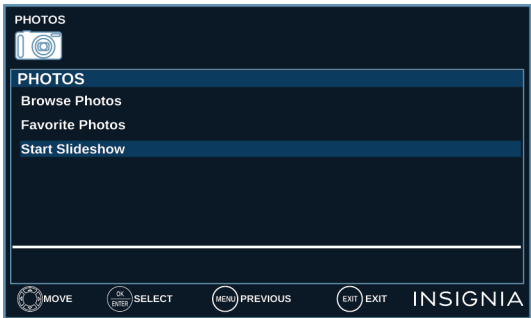 PHOTOS
PHOTOS
Browse Photos
Favorite Photos
Start Slideshow
MOVE OK ENTER SELECT MENU PREVIOUS EXIT EXIT INSIGNIA